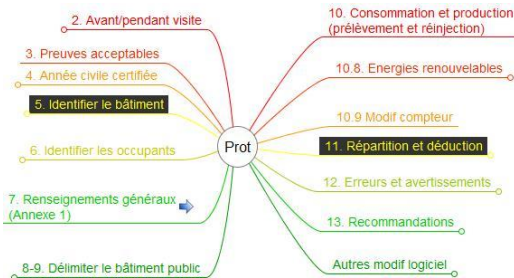 2. Avant/pendant visite
3. Preuves acceptables
4. Année civile certifiée
5. Identifier le bâtiment
6. Identifier les occupants
7. Renseignements généraux
(Annexe 1)
8-9. Délimiter le bâtiment public
Prot
10. Consommation et production
(prélèvement et réinjection)
10.8. Energies renouvelables
10.9 Modif compteur
11. Répartition et déduction
12. Erreurs et avertissements
13. Recommandations
Autres modif logiciel